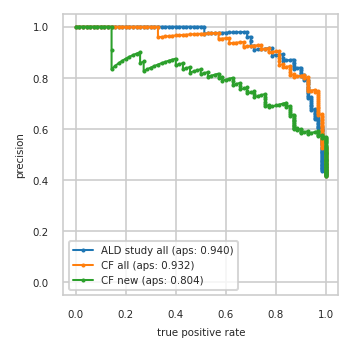 1.0
0.8
0.6
0.4
0.2
0.0
precision
ALD study all (aps: 0.940)
CF all (aps: 0.932)
CF new (aps: 0.804)
0.0 0.2 0.4 0.6 0.8 1.0
true positive rate